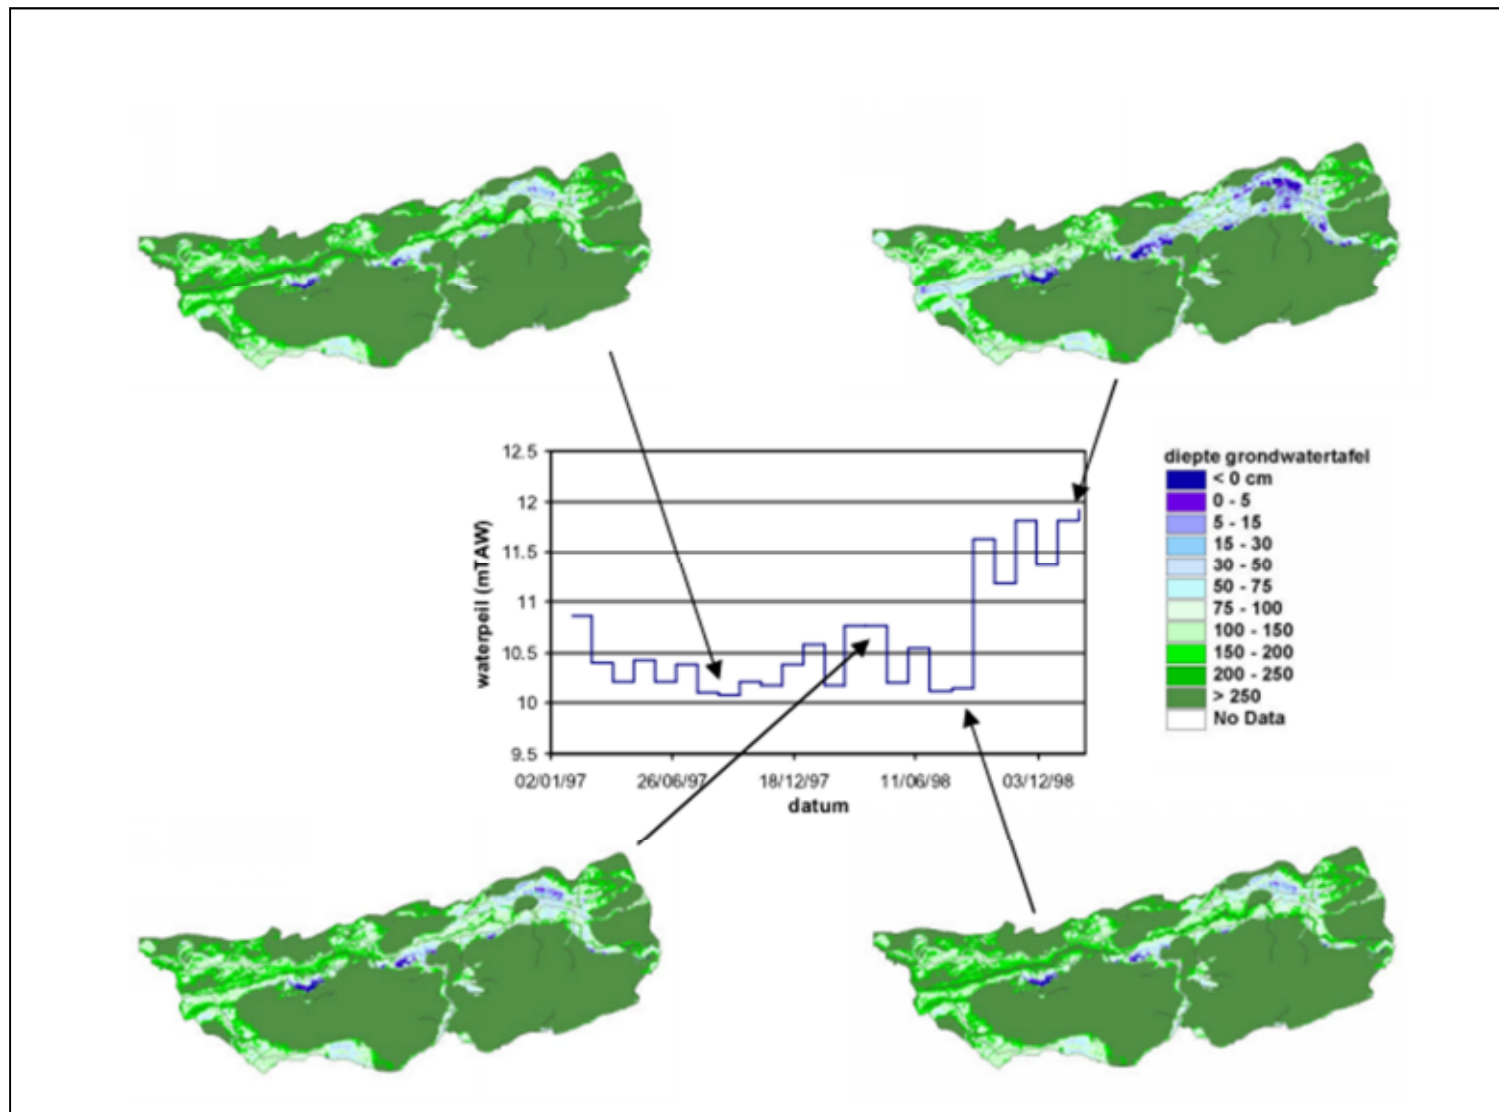 12.5
12
11.5
11
10.5
10
9.5
waterpeil (mTAW)
02/01/97 26/06/97 18/12/97 11/06/98 03/12/98
datum
diepte grondwatertafel
< 0 cm
0 - 5
5 - 15
15 - 30
30 - 50
50 - 75
75 - 100
100 - 150
150 - 200
200 - 250
> 250
No Data